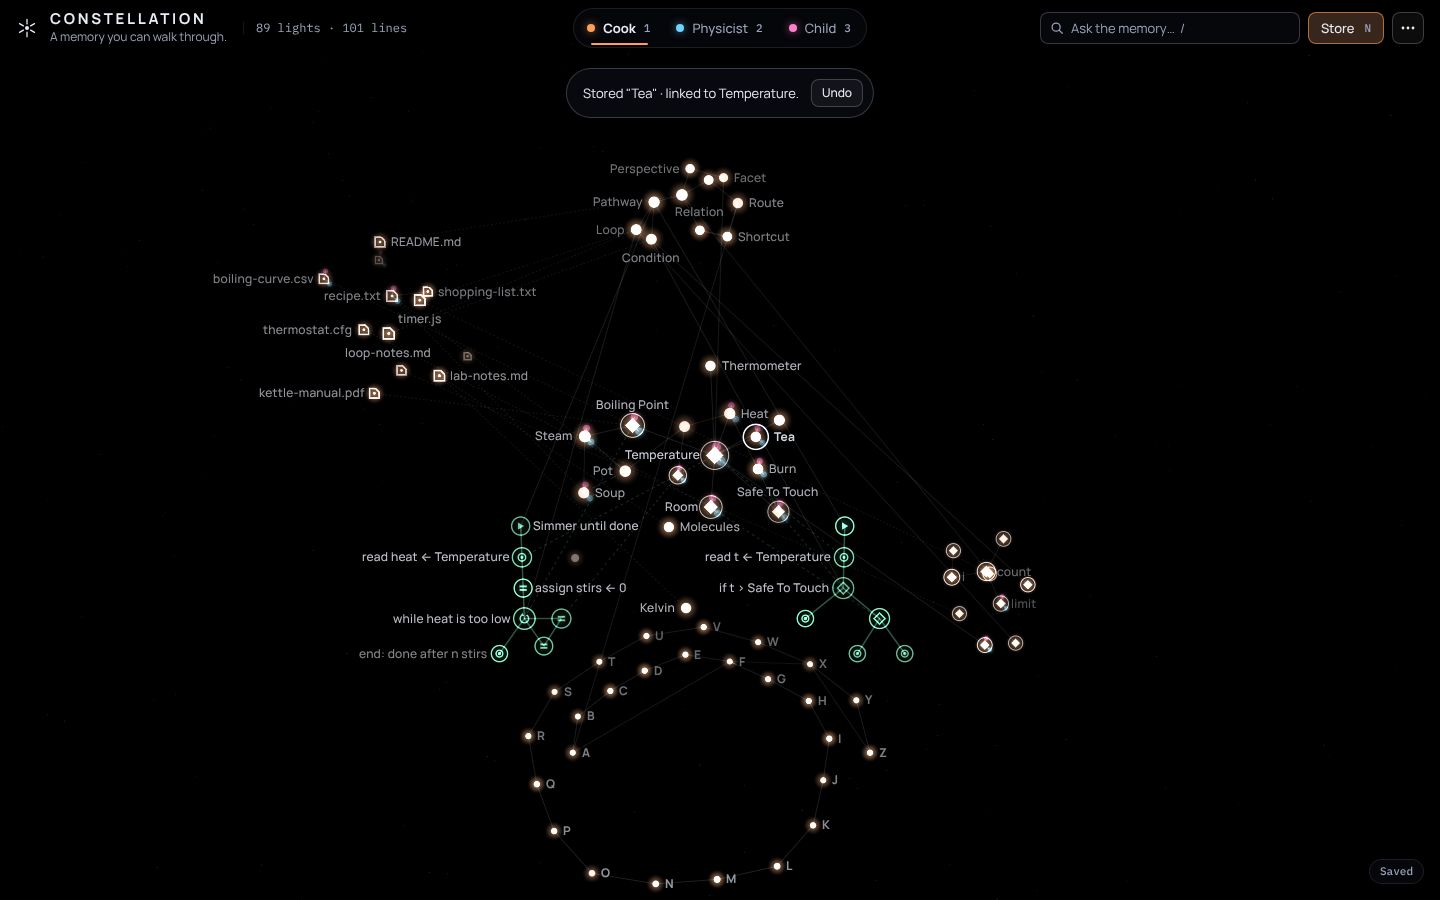 CONSTELLATION
A memory you can walk through.
89 lights · 101 lines
Cook 1
Physicist 2
Child 3
Ask the memory… /
Store N
Stored "Tea" · linked to Temperature.
Undo
Perspective
Facet
Pathway
Relation
Route
Loop
Shortcut
Condition
README.md
boiling-curve.csv
recipe.txt
shopping-list.txt
timer.js
thermostat.cfg
loop-notes.md
lab-notes.md
kettle-manual.pdf
Thermometer
Boiling Point
Heat
Steam
Tea
Temperature
Pot
Burn
Soup
Safe To Touch
Room
Molecules
Simmer until done
read heat ← Temperature
read t ← Temperature
assign stirs ← 0
if t > Safe To Touch
i
count
limit
while heat is too low
Kelvin
end: done after n stirs
U
V
W
T
E
F
X
D
G
S
C
H
Y
B
R
A
I
Z
Q
J
P
K
O
N
M
L
Saved